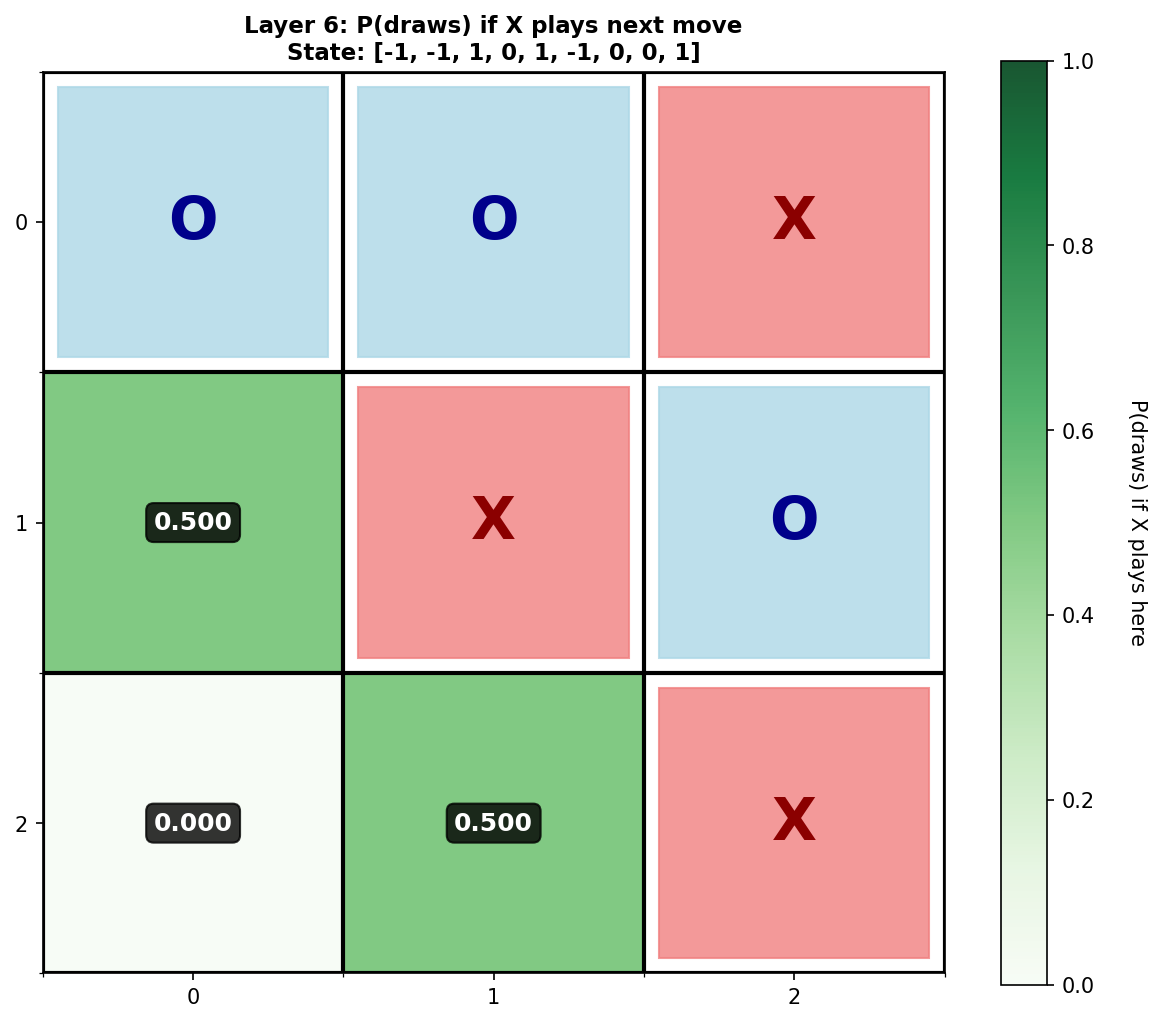 Layer 6: P(draws) if X plays next move
State: [-1, -1, 1, 0, 1, -1, 0, 0, 1]
O
O
X
0.500
X
O
0.000
0.500
X
0
1
2
0
1
2
1.0
0.8
0.6
0.4
0.2
0.0
P(draws) if X plays here